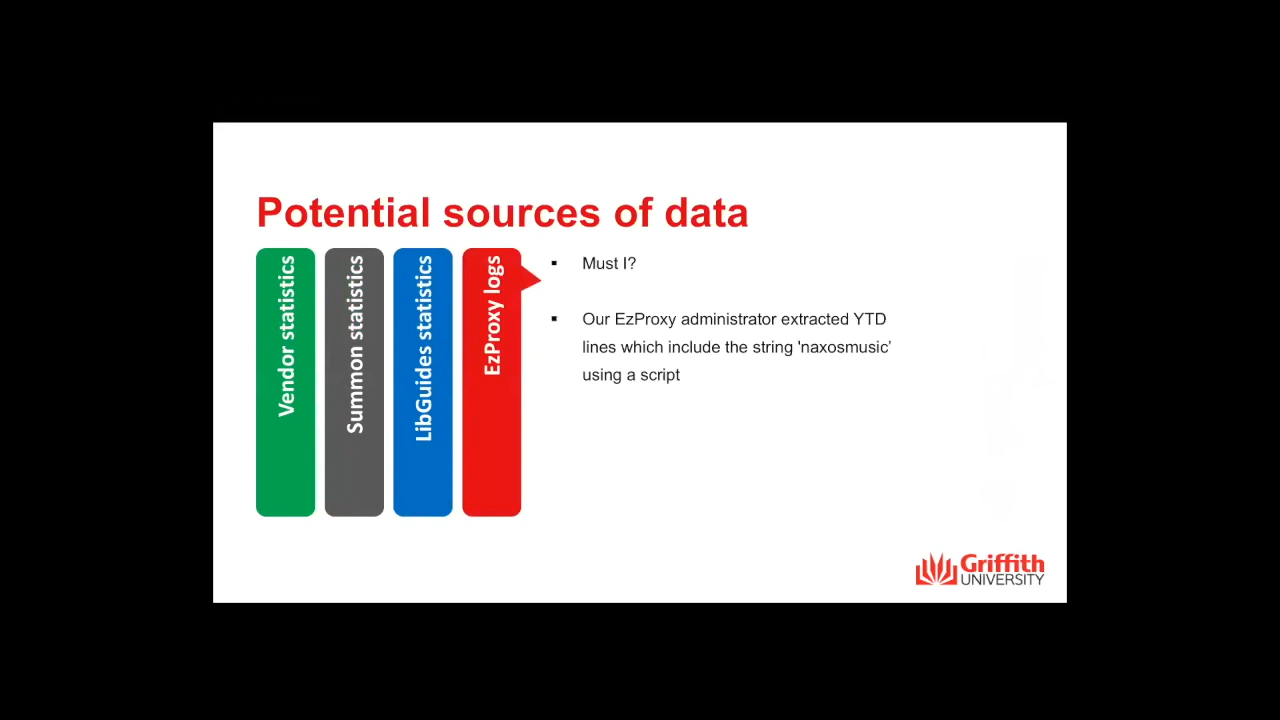 Potential sources of data
Vendor statistics
Summon statistics
LibGuides statistics
EzProxy logs
▪ Must I?
▪ Our EzProxy administrator extracted YTD
lines which include the string 'naxosmusic’
using a script
Griffith
UNIVERSITY